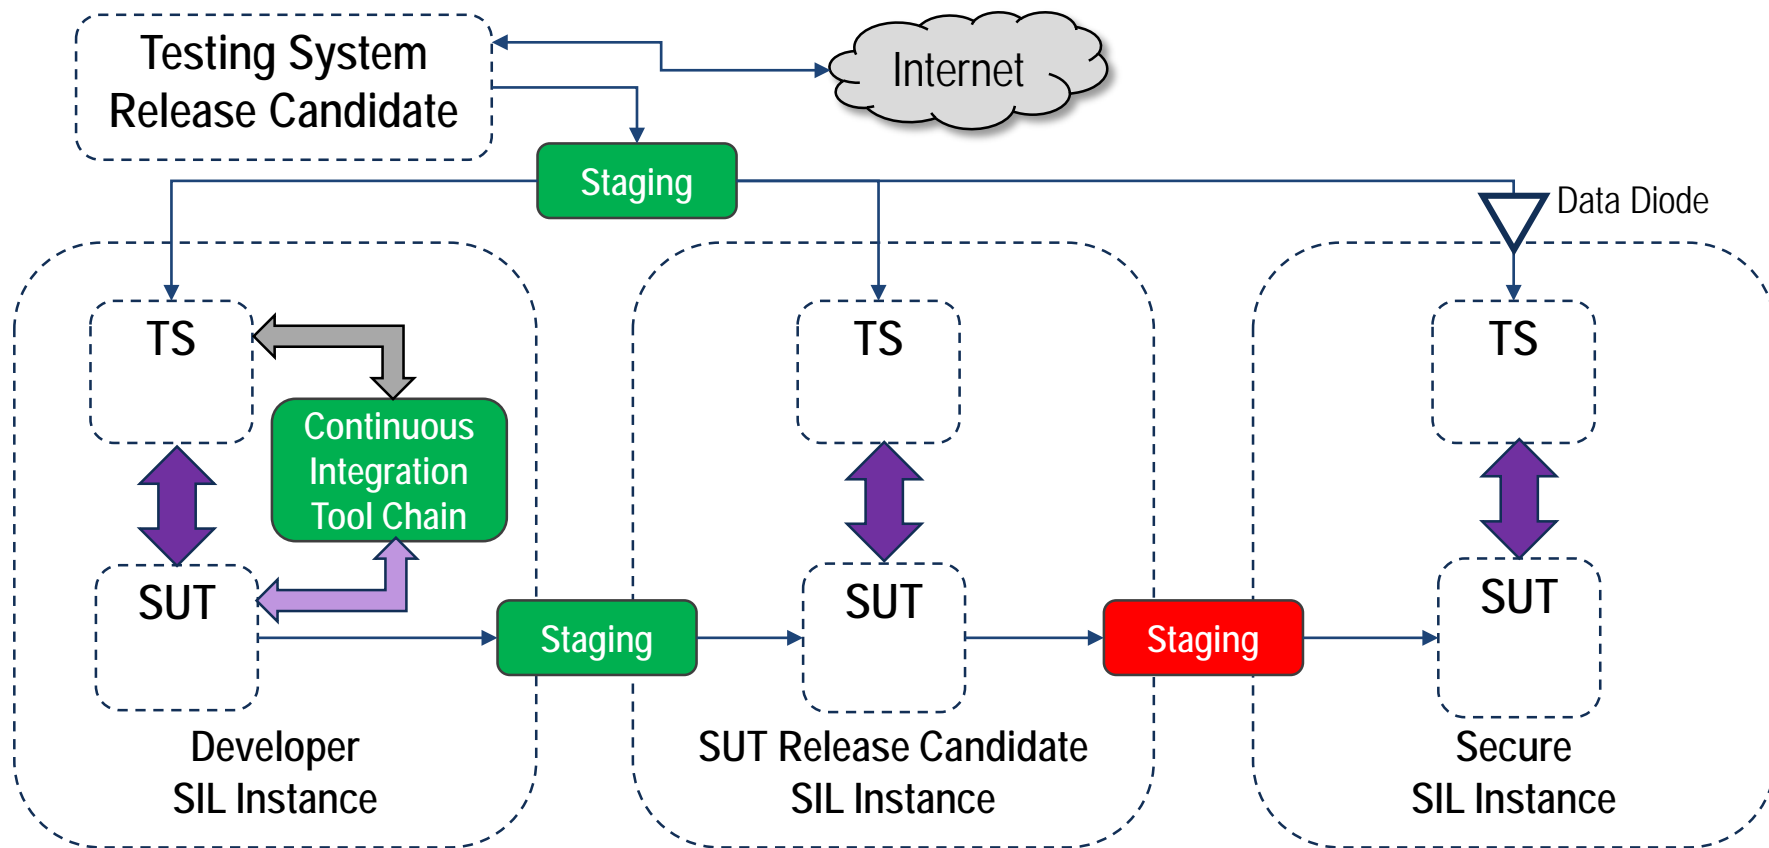 Testing System
Release Candidate
Internet
Staging
Data Diode
TS
TS
TS
Continuous
Integration
Tool Chain
SUT
SUT
SUT
Staging
Staging
Developer
SIL Instance
SUT Release Candidate
SIL Instance
Secure
SIL Instance